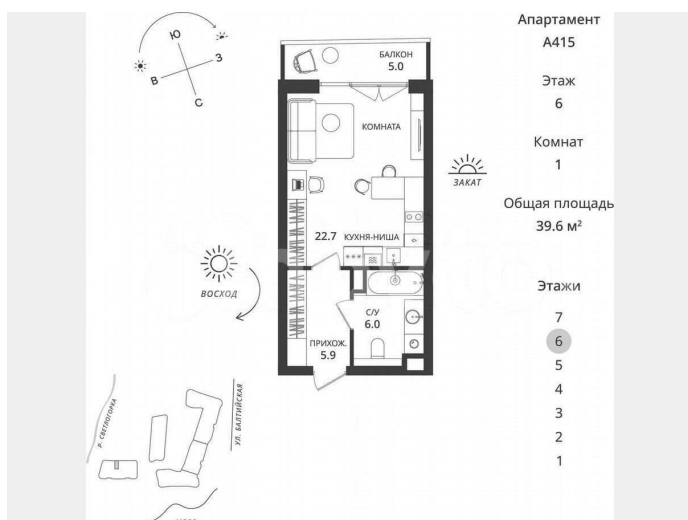 Ю
З
В
С
БАЛКОН
5.0
КОМНАТА
22.7 КУХНЯ-НИША
С/У
6.0
ПРИХОЖ.
5.9
ЗАКАТ
ВОСХОД
Р. СВЕТЛОГОРКА
УЛ. БАЛТИЙСКАЯ
Апартамент
А415
Этаж
6
Комнат
1
Общая площадь
39.6 м²
Этажи
7
6
5
4
3
2
1